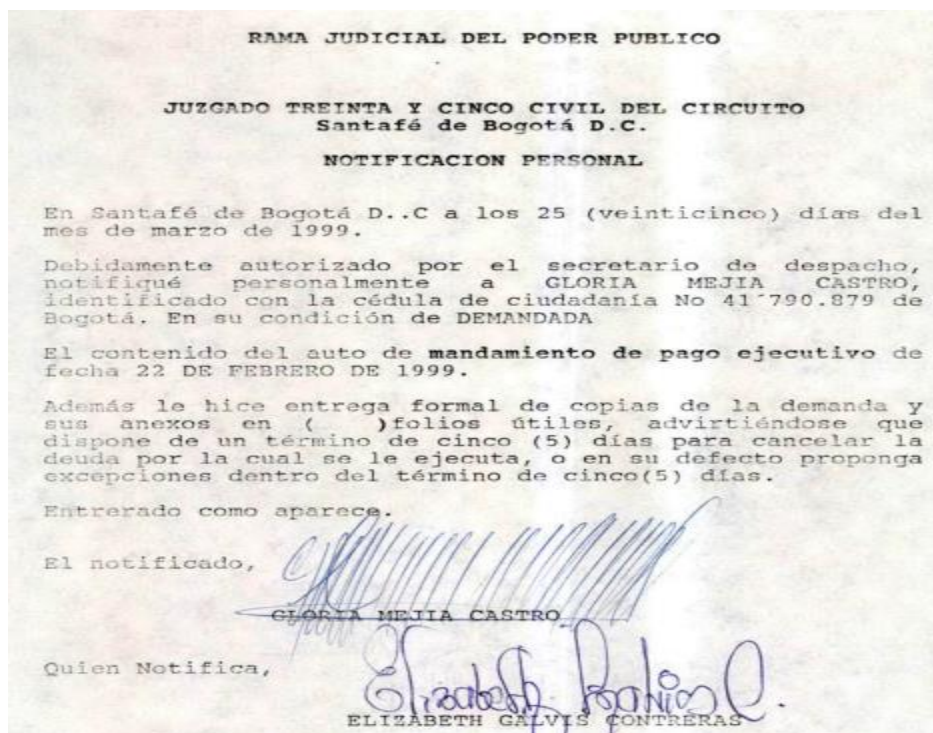 RAMA JUDICIAL DEL PODER PUBLICO
JUZGADO TREINTA Y CINCO CIVIL DEL CIRCUITO
Santafé de Bogotá D.C.
NOTIFICACION PERSONAL
En Santafé de Bogotá D..C a los 25 (veinticinco) días del
mes de marzo de 1999.
Debidamente autorizado por el secretario de despacho,
notifiqué personalmente a GLORIA MEJIA CASTRO,
identificado con la cédula de ciudadanía No 41´790.879 de
Bogotá. En su condición de DEMANDADA
El contenido del auto de mandamiento de pago ejecutivo de
fecha 22 DE FEBRERO DE 1999.
Además le hice entrega formal de copias de la demanda y
sus anexos en ( )folios útiles, advirtiéndose que
dispone de un término de cinco (5) días para cancelar la
deuda por la cual se le ejecuta, o en su defecto proponga
excepciones dentro del término de cinco(5) días.
Entrerado como aparece.
El notificado,
GLORIA MEJIA CASTRO
Quien Notifica,
Elizabeth
ELIZABETH GALVIS CONTRERAS